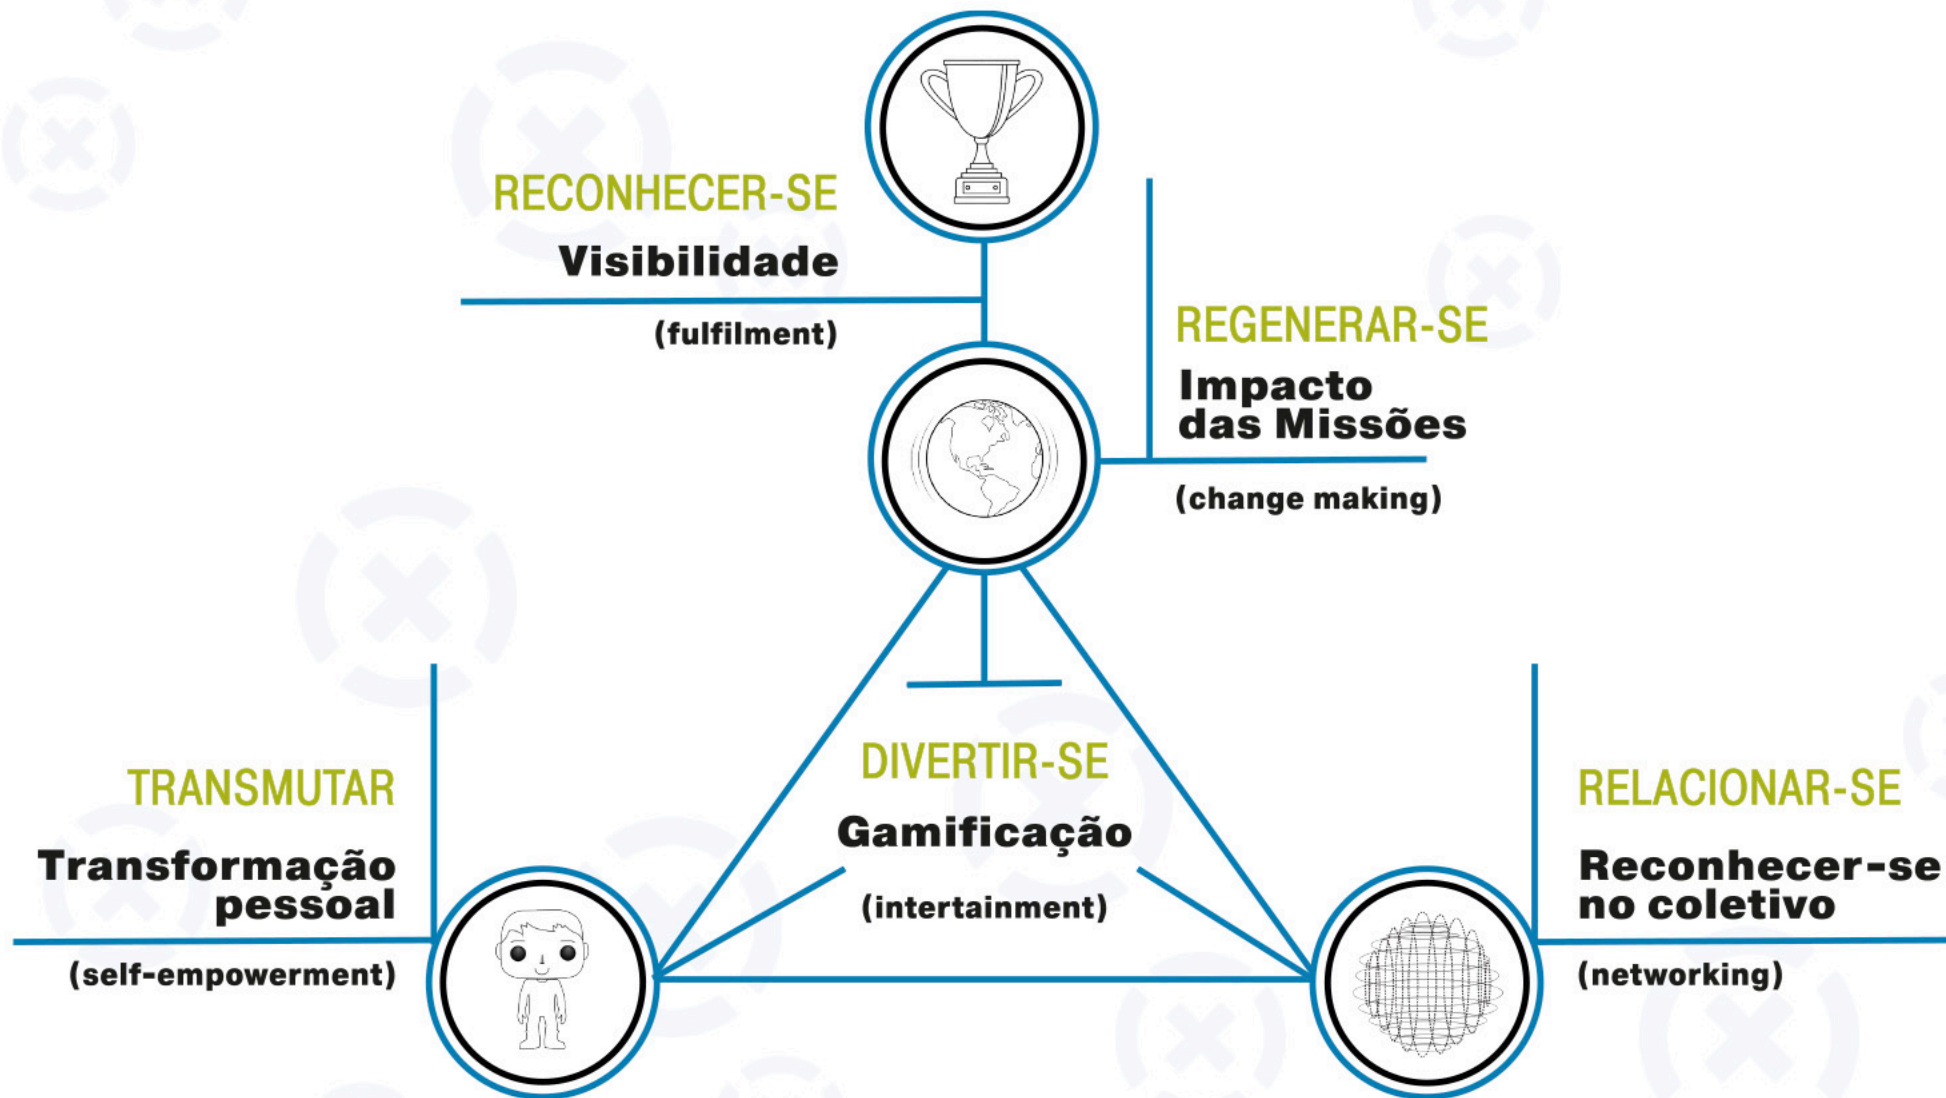 RECONHECER-SE
Visibilidade
(fulfilment)
REGENERAR-SE
Impacto
das Missões
(change making)
DIVERTIR-SE
Gamificação
(intertainment)
TRANSMUTAR
Transformação
pessoal
(self-empowerment)
RELACIONAR-SE
Reconhecer-se
no coletivo
(networking)